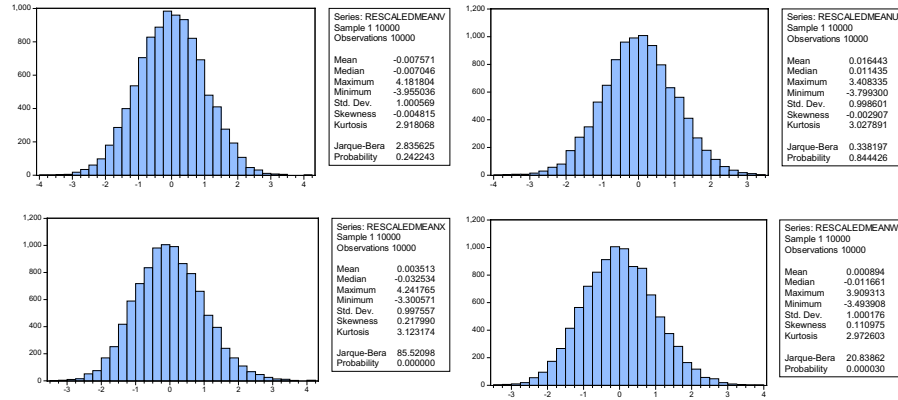 1,000
800
600
400
200
0
-4 -3 -2 -1 0 1 2 3 4
Series: RESCALEDMEANV
Sample 1 10000
Observations 10000
Mean -0.007571
Median -0.007046
Maximum 4.181804
Minimum -3.955036
Std. Dev. 1.000569
Skewness -0.004815
Kurtosis 2.918068
Jarque-Bera 2.835625
Probability 0.242243
1,200
1,000
800
600
400
200
0
-4 -3 -2 -1 0 1 2 3
Series: RESCALEDMEANU
Sample 1 10000
Observations 10000
Mean 0.016443
Median 0.011435
Maximum 3.408335
Minimum -3.799300
Std. Dev. 0.998601
Skewness -0.002907
Kurtosis 3.027891
Jarque-Bera 0.338197
Probability 0.844426
1,200
1,000
800
600
400
200
0
-3 -2 -1 0 1 2 3 4
Series: RESCALEDMEANX
Sample 1 10000
Observations 10000
Mean 0.003513
Median -0.032534
Maximum 4.241765
Minimum -3.300571
Std. Dev. 0.997557
Skewness 0.217990
Kurtosis 3.123174
Jarque-Bera 85.52098
Probability 0.000000
1,200
1,000
800
600
400
200
0
-3 -2 -1 0 1 2 3 4
Series: RESCALEDMEANW
Sample 1 10000
Observations 10000
Mean 0.000894
Median -0.011661
Maximum 3.909313
Minimum -3.493908
Std. Dev. 1.000176
Skewness 0.110975
Kurtosis 2.972603
Jarque-Bera 20.83862
Probability 0.000030